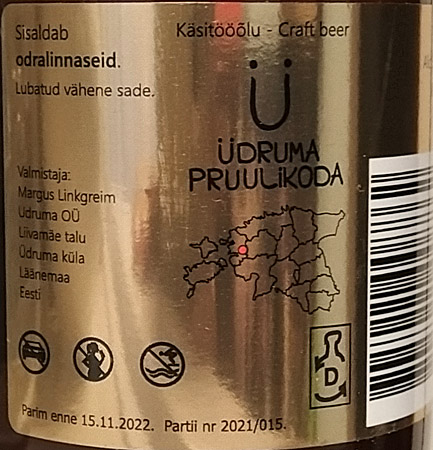 Sisaldab
odralinnaseid.
Lubatud vähene sade.
Käsitööõlu - Craft beer
Ü
ÜDRUMA
PRUULiKODA
Valmistaja:
Margus Linkgreim
Üdruma OÜ
Liivamäe talu
Üdruma küla
Läänemaa
Eesti
D
Parim enne 15.11.2022. Partii nr 2021/015.